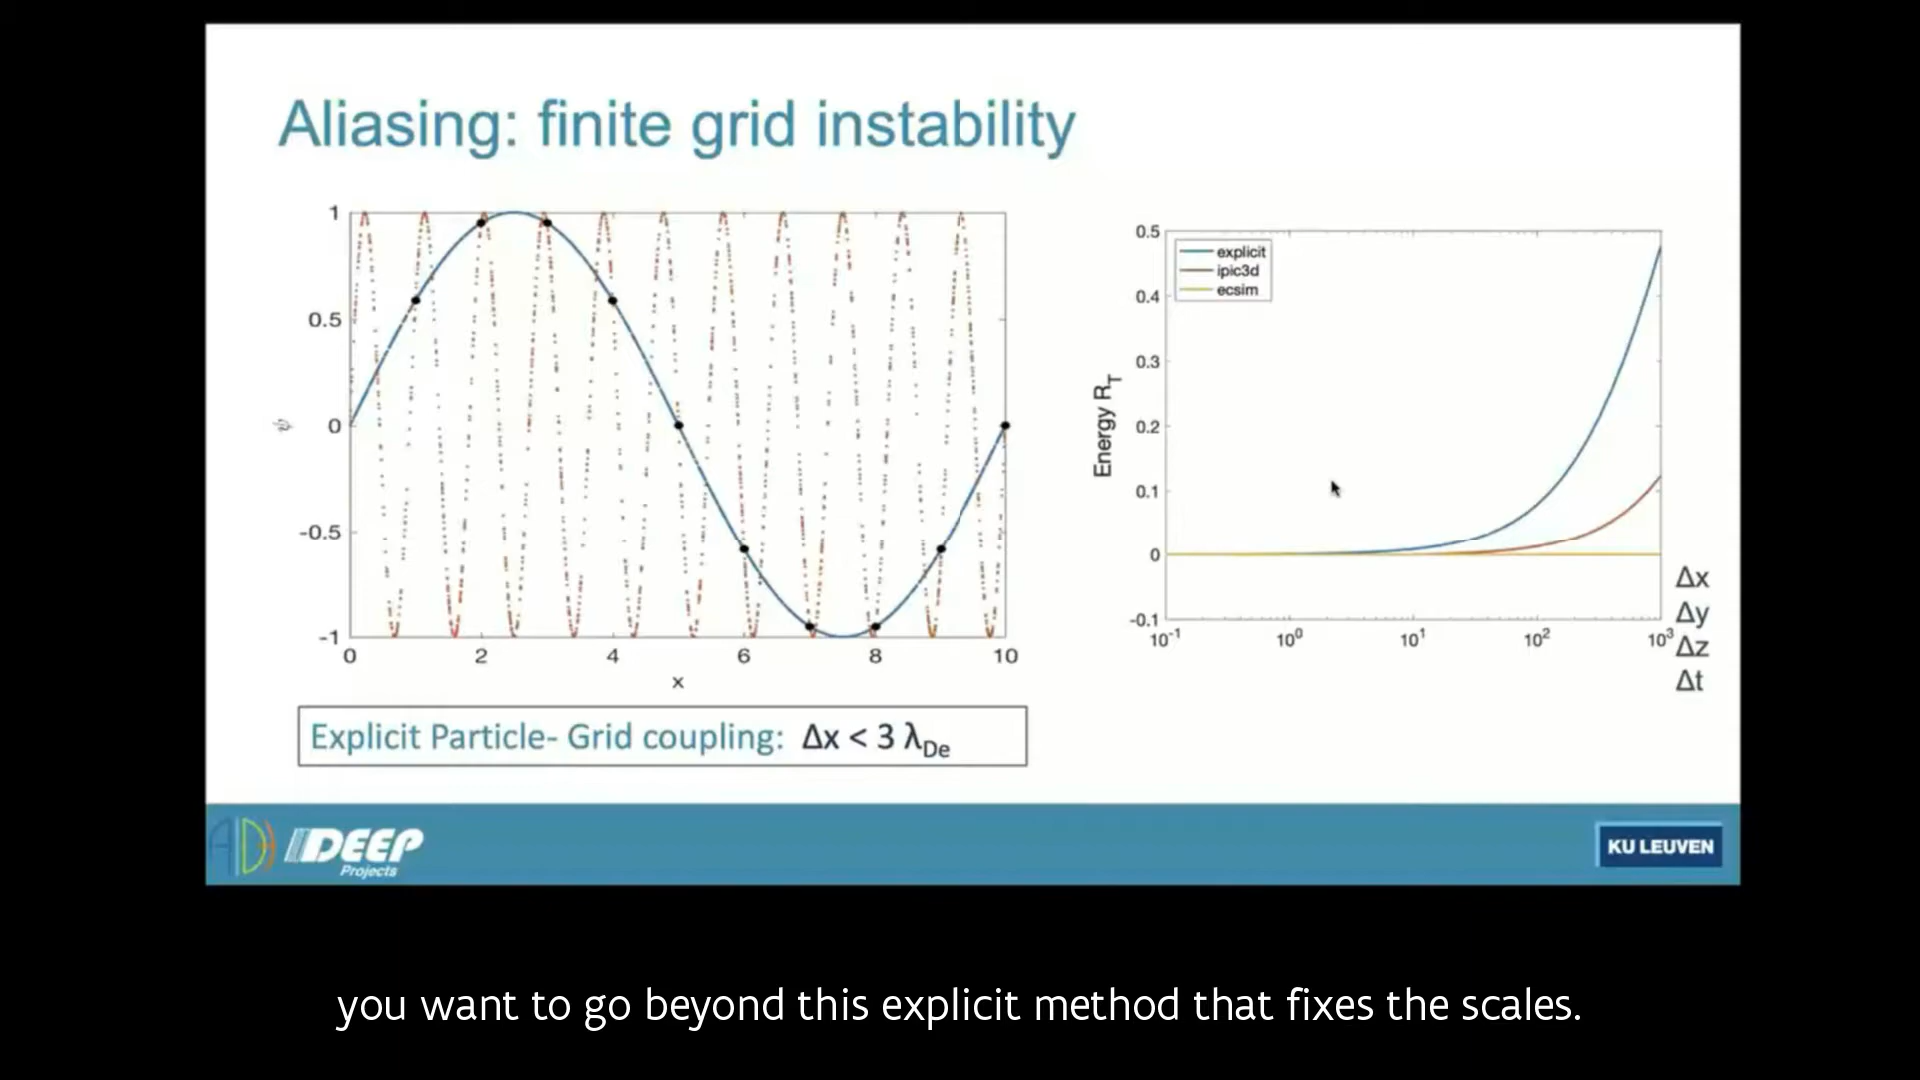 Aliasing: finite grid instability
1
0.5
0
-0.5
-1
ψ
0 2 4 6 8 10
x
Explicit Particle- Grid coupling: Δx < 3 λDe
0.5
0.4
0.3
0.2
0.1
0
-0.1
Energy RT
explicit
ipic3d
ecsim
10-1 100 101 102 103
Δx
Δy
Δz
Δt
DEEP
Projects
KU LEUVEN
you want to go beyond this explicit method that fixes the scales.